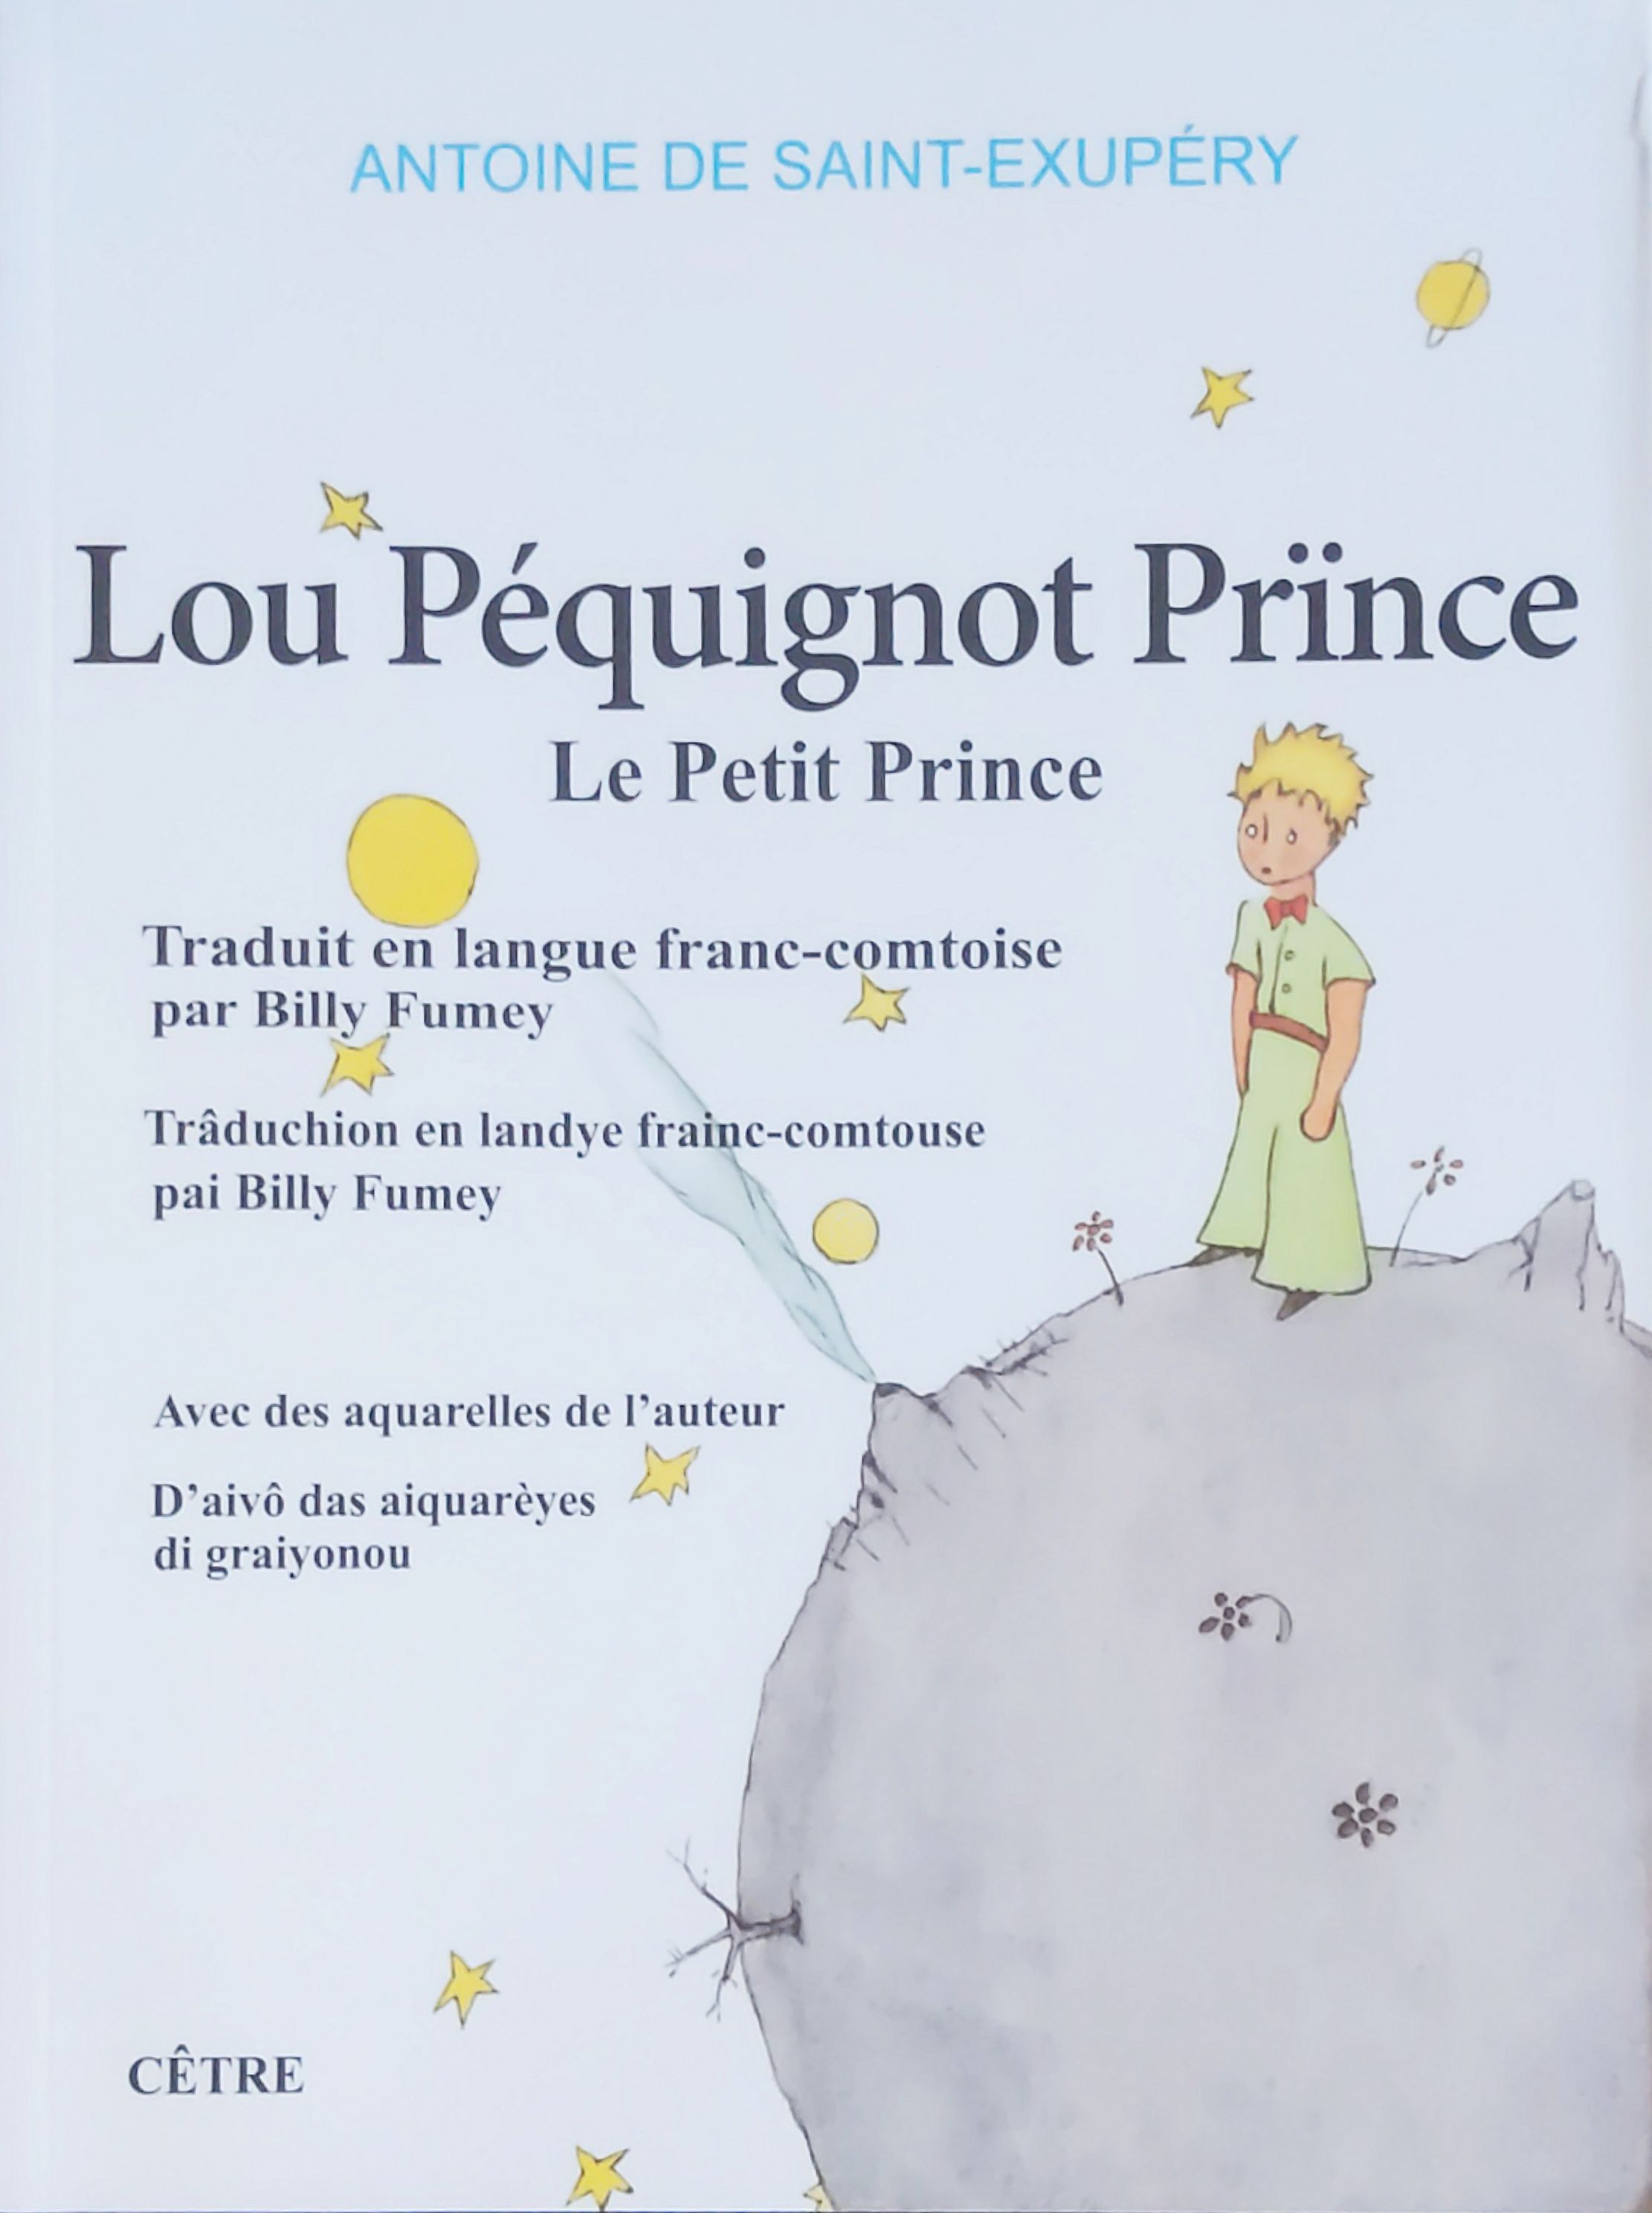 ANTOINE DE SAINT-EXUPÉRY
Lou Péquignot Prïnce
Le Petit Prince
Traduit en langue franc-comtoise
par Billy Fumey
Trâduchion en landye frainc-comtouse
pai Billy Fumey
Avec des aquarelles de l'auteur
D'aivô das aiquarèyes
di graiyonou
CÊTRE